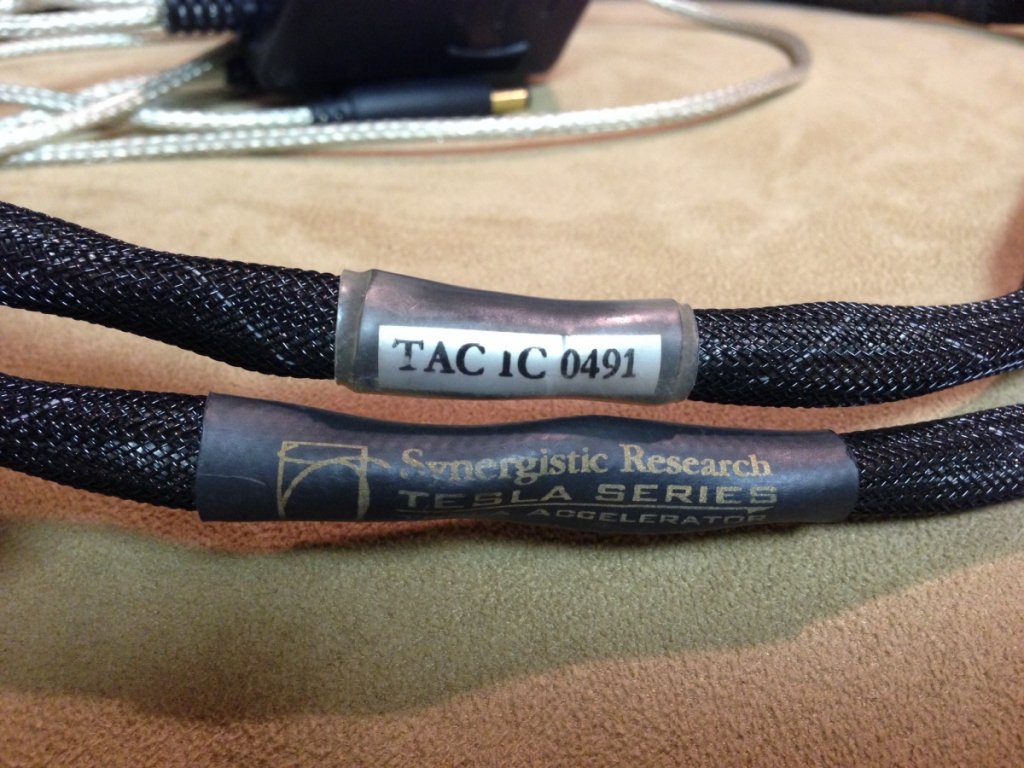 TAC IC 0491
Synergistic Research
TESLA SERIES
ACCELERATOR